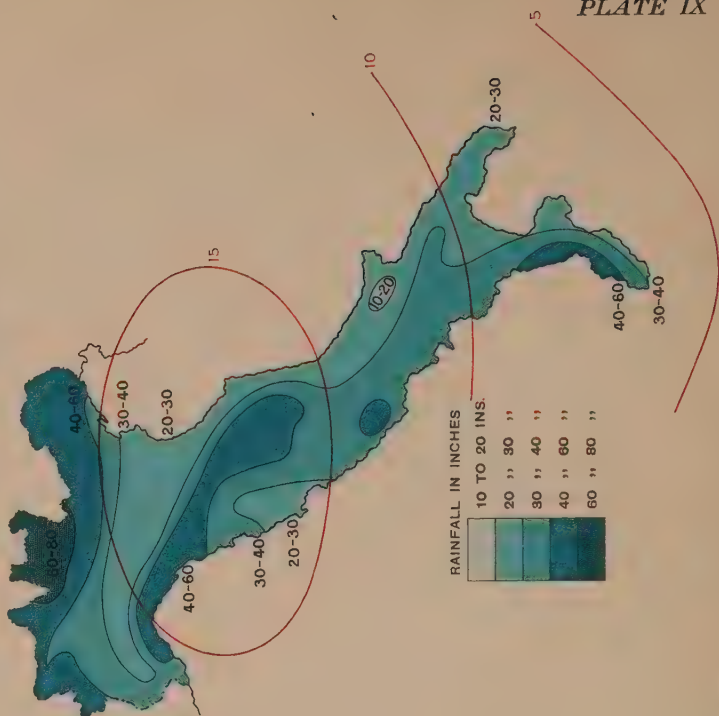 PLATE IX
5
10
20-30
15
10-20
40-60
30-40
20-30
60-80
40-60
30-40
20-30
40-60
30-40
RAINFALL IN INCHES
10 TO 20 INS.
20 ,, 30 ,,
30 ,, 40 ,,
40 ,, 60 ,,
60 ,, 80 ,,